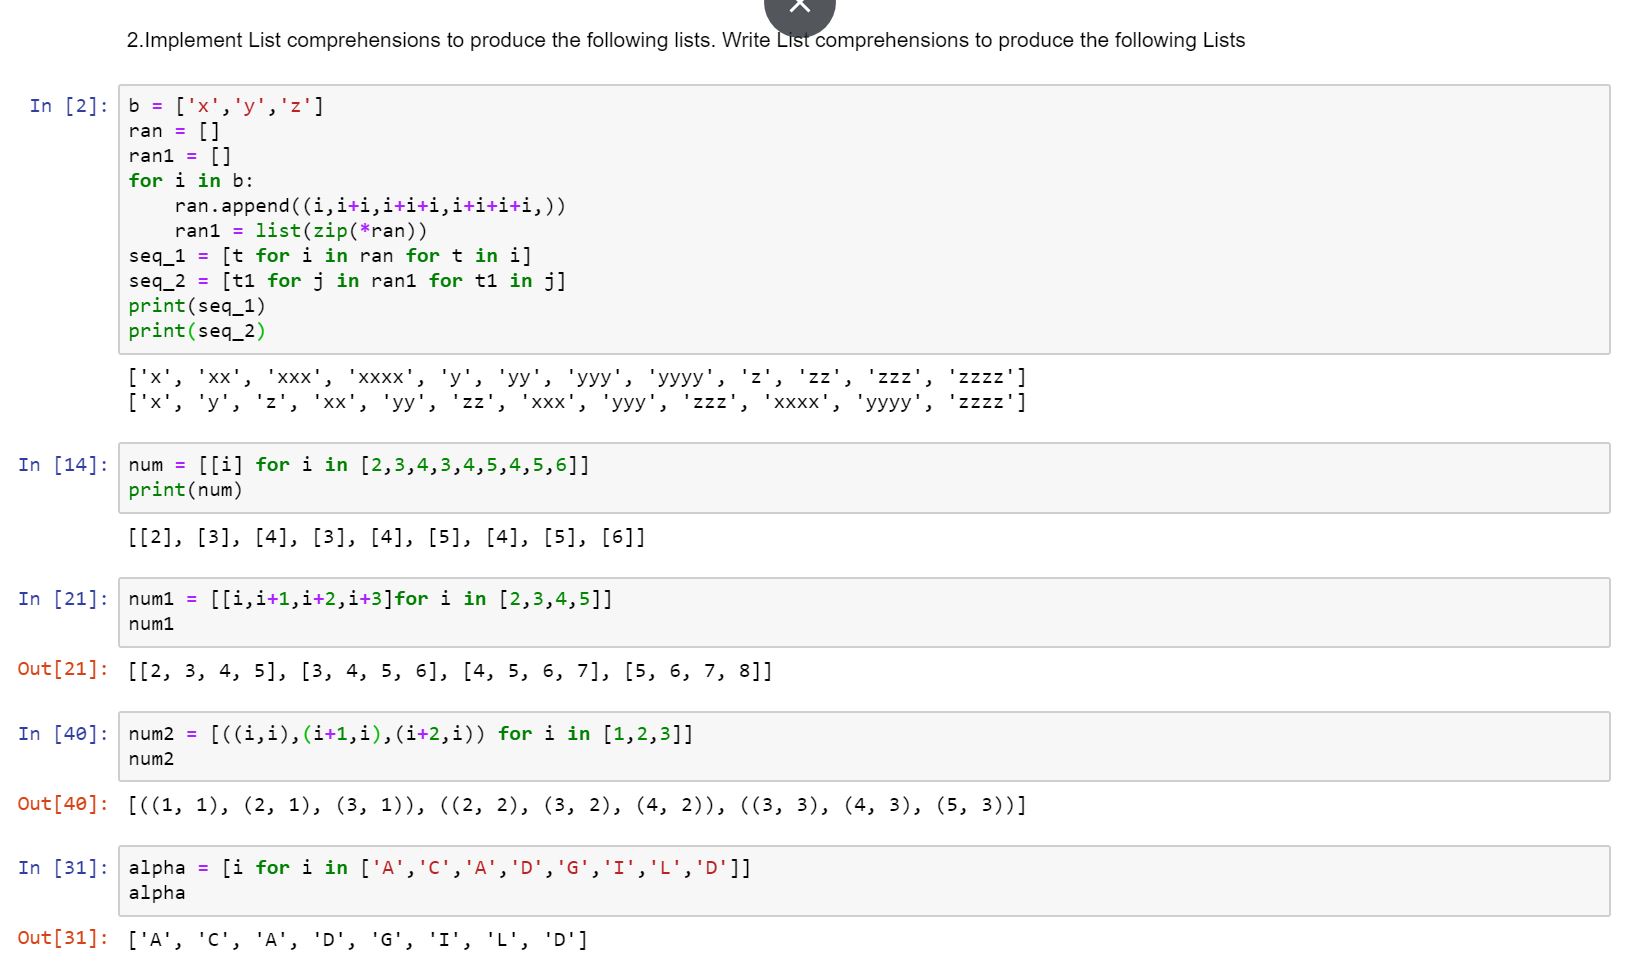 2.Implement List comprehensions to produce the following lists. Write List comprehensions to produce the following Lists
In [2]: b = ['x','y','z']
ran = []
ran1 = []
for i in b:
    ran.append((i,i+i,i+i+i,i+i+i+i,))
    ran1 = list(zip(*ran))
seq_1 = [t for i in ran for t in i]
seq_2 = [t1 for j in ran1 for t1 in j]
print(seq_1)
print(seq_2)
['x', 'xx', 'xxx', 'xxxx', 'y', 'yy', 'yyy', 'yyyy', 'z', 'zz', 'zzz', 'zzzz']
['x', 'y', 'z', 'xx', 'yy', 'zz', 'xxx', 'yyy', 'zzz', 'xxxx', 'yyyy', 'zzzz']
In [14]: num = [[i] for i in [2,3,4,3,4,5,4,5,6]]
print(num)
[[2], [3], [4], [3], [4], [5], [4], [5], [6]]
In [21]: num1 = [[i,i+1,i+2,i+3]for i in [2,3,4,5]]
num1
Out[21]: [[2, 3, 4, 5], [3, 4, 5, 6], [4, 5, 6, 7], [5, 6, 7, 8]]
In [40]: num2 = [((i,i),(i+1,i),(i+2,i)) for i in [1,2,3]]
num2
Out[40]: [((1, 1), (2, 1), (3, 1)), ((2, 2), (3, 2), (4, 2)), ((3, 3), (4, 3), (5, 3))]
In [31]: alpha = [i for i in ['A','C','A','D','G','I','L','D']]
alpha
Out[31]: ['A', 'C', 'A', 'D', 'G', 'I', 'L', 'D']